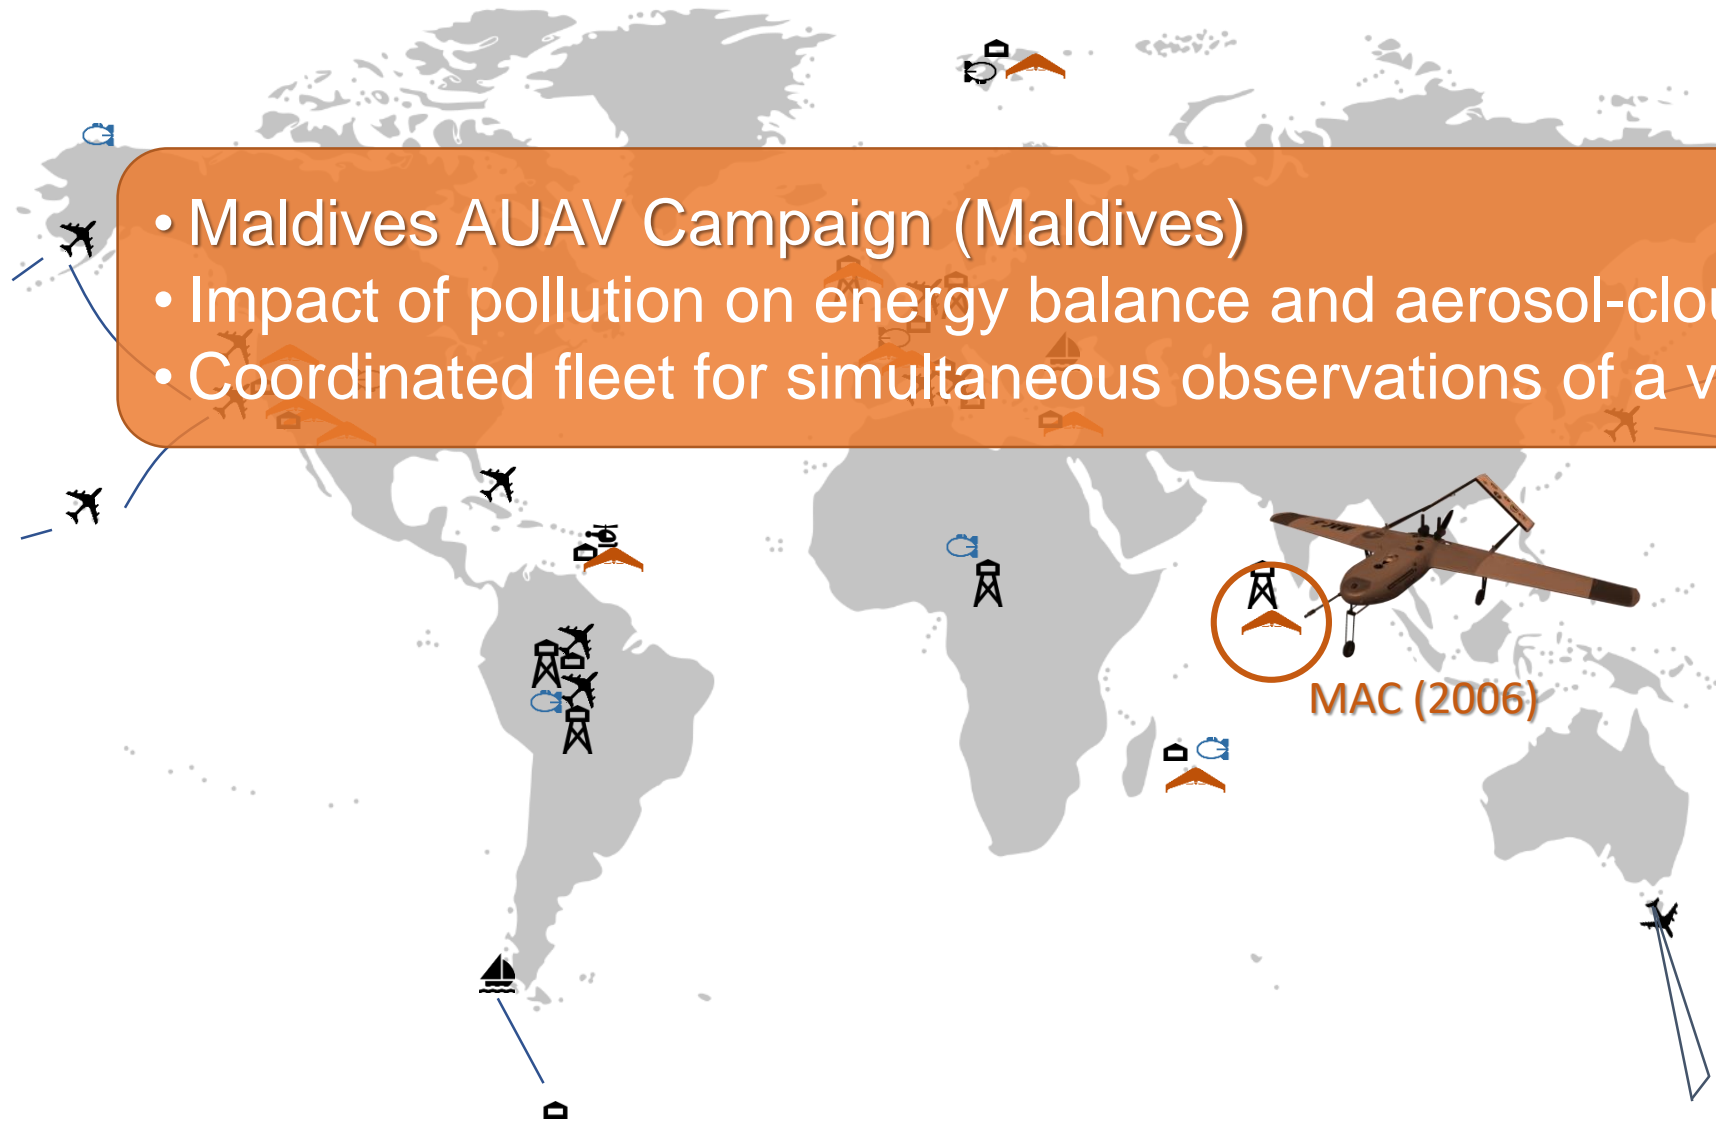 • Maldives AUAV Campaign (Maldives)
• Impact of pollution on energy balance and aerosol-clou
• Coordinated fleet for simultaneous observations of a v
MAC (2006)